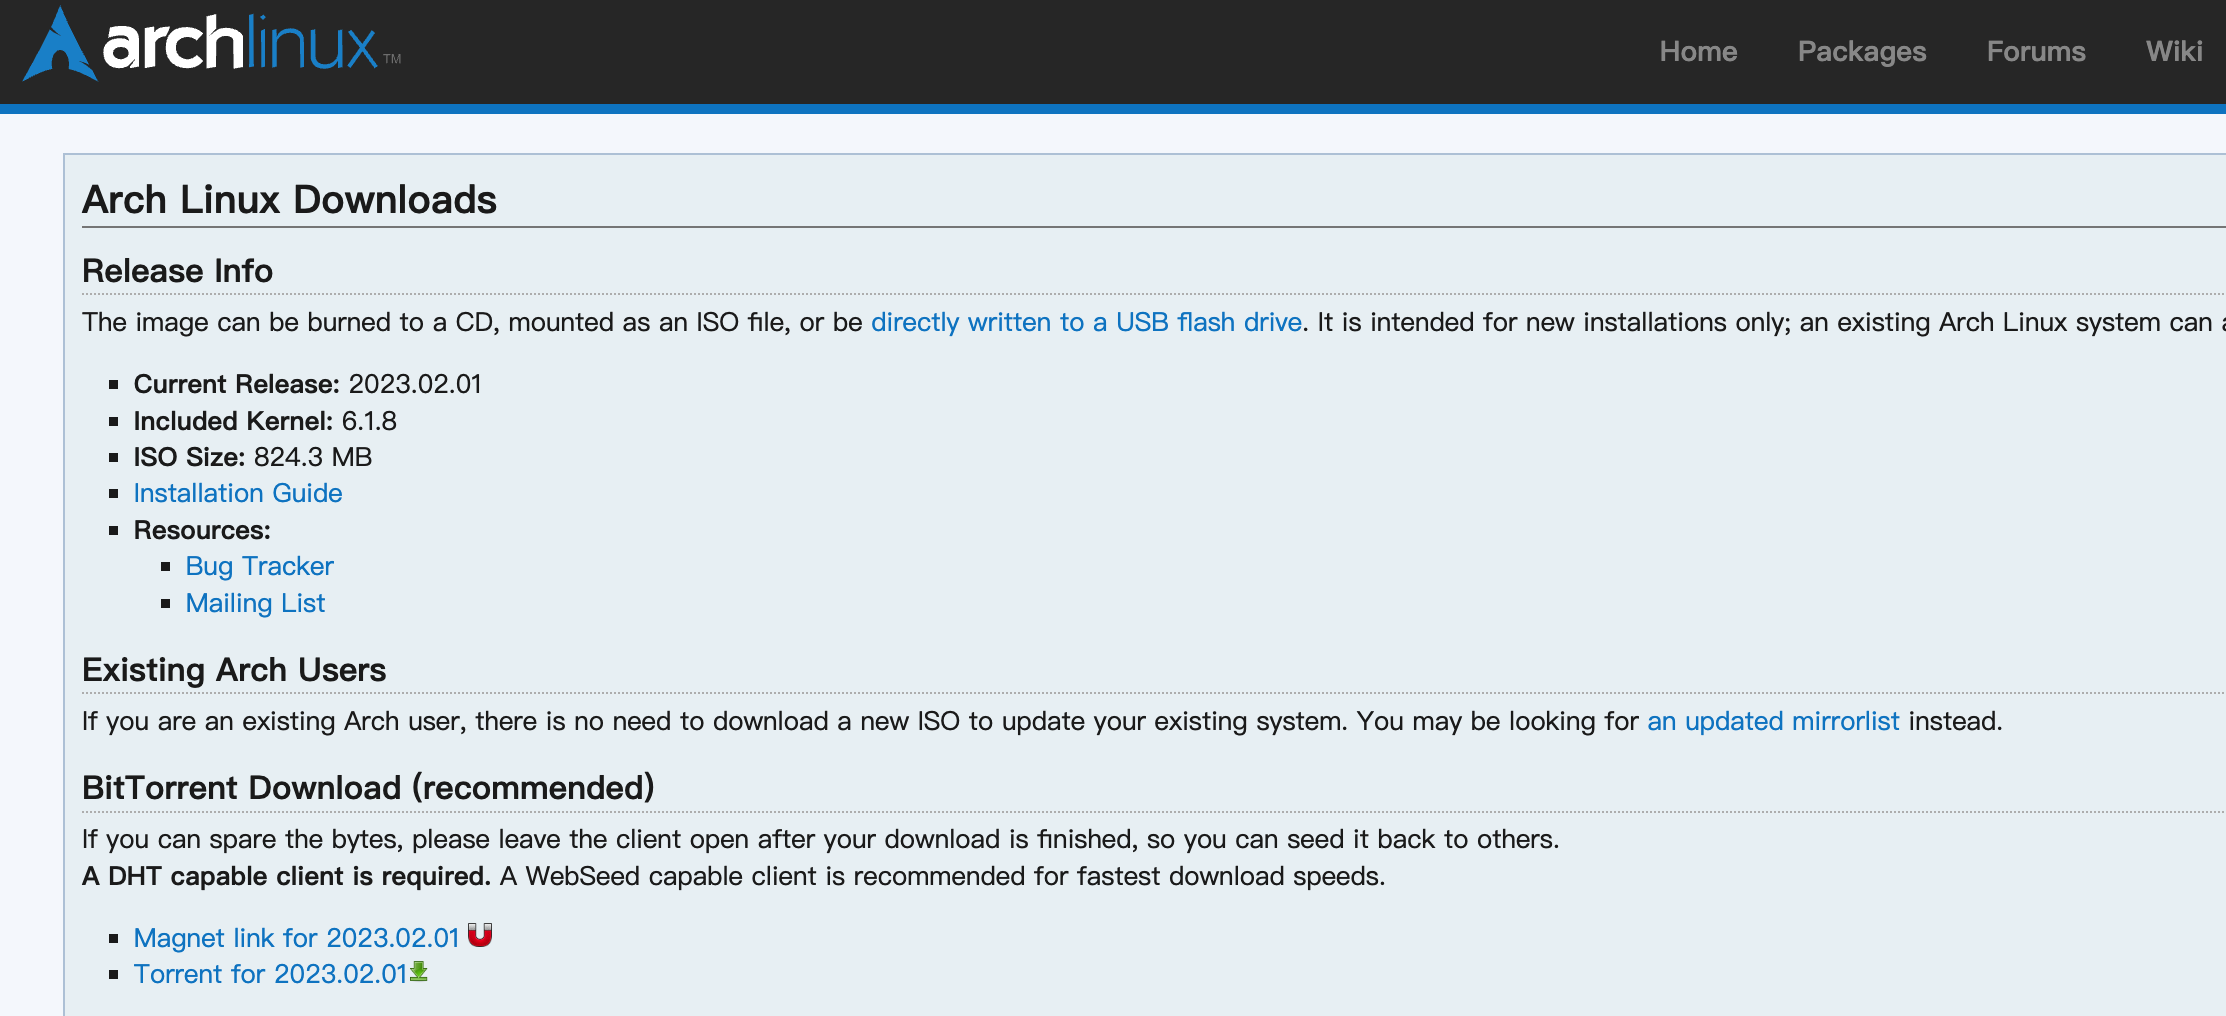 archlinux™
Home Packages Forums Wiki
Arch Linux Downloads
Release Info
The image can be burned to a CD, mounted as an ISO file, or be directly written to a USB flash drive. It is intended for new installations only; an existing Arch Linux system can
Current Release: 2023.02.01
Included Kernel: 6.1.8
ISO Size: 824.3 MB
Installation Guide
Resources:
Bug Tracker
Mailing List
Existing Arch Users
If you are an existing Arch user, there is no need to download a new ISO to update your existing system. You may be looking for an updated mirrorlist instead.
BitTorrent Download (recommended)
If you can spare the bytes, please leave the client open after your download is finished, so you can seed it back to others.
A DHT capable client is required. A WebSeed capable client is recommended for fastest download speeds.
Magnet link for 2023.02.01
Torrent for 2023.02.01